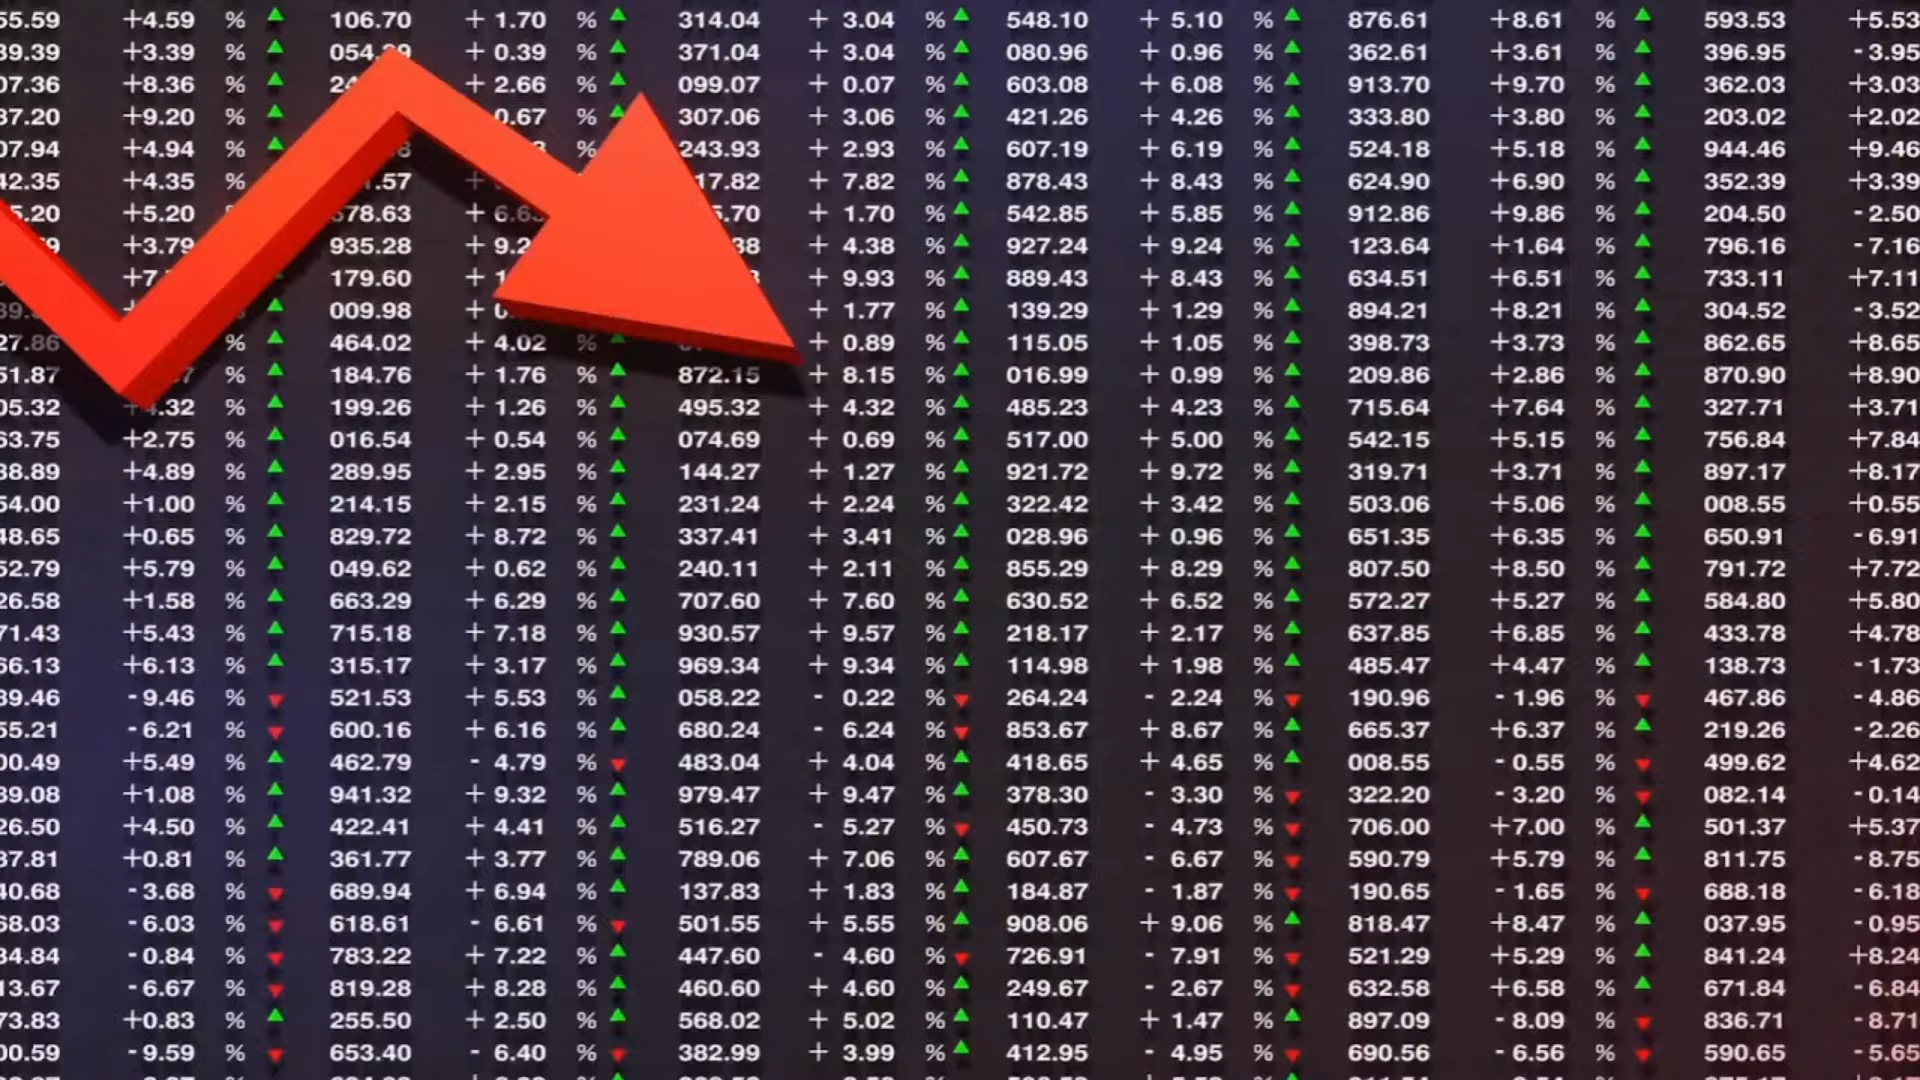 55.59 +4.59 % 106.70 + 1.70 % 314.04 + 3.04 % 548.10 + 5.10 % 876.61 +8.61 % 593.53 +5.53
39.39 +3.39 % + 0.39 % 371.04 + 3.04 % 080.96 + 0.96 % 362.61 +3.61 % 396.95 - 3.95
07.36 +8.36 % + 2.66 % 099.07 + 0.07 % 603.08 + 6.08 % 913.70 +9.70 % 362.03 +3.03
37.20 +9.20 % 0.67 % 307.06 + 3.06 % 421.26 + 4.26 % 333.80 +3.80 % 203.02 +2.02
07.94 +4.94 % % 243.93 + 2.93 % 607.19 + 6.19 % 524.18 +5.18 % 944.46 +9.46
42.35 +4.35 % .57 17.82 + 7.82 % 878.43 + 8.43 % 624.90 +6.90 % 352.39 +3.39
5.20 +5.20 78.63 + 6.63 .70 + 1.70 % 542.85 + 5.85 % 912.86 +9.86 % 204.50 - 2.50
+3.79 935.28 + 9.2 38 + 4.38 % 927.24 + 9.24 % 123.64 +1.64 % 796.16 - 7.16
+7. 179.60 + 9.93 % 889.43 + 8.43 % 634.51 +6.51 % 733.11 +7.11
009.98 + + 1.77 % 139.29 + 1.29 % 894.21 +8.21 % 304.52 - 3.52
27.86 % 464.02 + 4.02 % + 0.89 % 115.05 + 1.05 % 398.73 +3.73 % 862.65 +8.65
51.87 % 184.76 + 1.76 % 872.15 + 8.15 % 016.99 + 0.99 % 209.86 +2.86 % 870.90 +8.90
05.32 +4.32 % 199.26 + 1.26 % 495.32 + 4.32 % 485.23 + 4.23 % 715.64 +7.64 % 327.71 +3.71
63.75 +2.75 % 016.54 + 0.54 % 074.69 + 0.69 % 517.00 + 5.00 % 542.15 +5.15 % 756.84 +7.84
38.89 +4.89 % 289.95 + 2.95 % 144.27 + 1.27 % 921.72 + 9.72 % 319.71 +3.71 % 897.17 +8.17
54.00 +1.00 % 214.15 + 2.15 % 231.24 + 2.24 % 322.42 + 3.42 % 503.06 +5.06 % 008.55 +0.55
48.65 +0.65 % 829.72 + 8.72 % 337.41 + 3.41 % 028.96 + 0.96 % 651.35 +6.35 % 650.91 - 6.91
52.79 +5.79 % 049.62 + 0.62 % 240.11 + 2.11 % 855.29 + 8.29 % 807.50 +8.50 % 791.72 +7.72
26.58 +1.58 % 663.29 + 6.29 % 707.60 + 7.60 % 630.52 + 6.52 % 572.27 +5.27 % 584.80 +5.80
71.43 +5.43 % 715.18 + 7.18 % 930.57 + 9.57 % 218.17 + 2.17 % 637.85 +6.85 % 433.78 +4.78
66.13 +6.13 % 315.17 + 3.17 % 969.34 + 9.34 % 114.98 + 1.98 % 485.47 +4.47 % 138.73 - 1.73
39.46 - 9.46 % 521.53 + 5.53 % 058.22 - 0.22 % 264.24 - 2.24 % 190.96 - 1.96 % 467.86 - 4.86
55.21 - 6.21 % 600.16 + 6.16 % 680.24 - 6.24 % 853.67 + 8.67 % 665.37 +6.37 % 219.26 - 2.26
00.49 +5.49 % 462.79 - 4.79 % 483.04 + 4.04 % 418.65 + 4.65 % 008.55 - 0.55 % 499.62 +4.62
39.08 +1.08 % 941.32 + 9.32 % 979.47 + 9.47 % 378.30 - 3.30 % 322.20 - 3.20 % 082.14 - 0.14
26.50 +4.50 % 422.41 + 4.41 % 516.27 - 5.27 % 450.73 - 4.73 % 706.00 +7.00 % 501.37 +5.37
37.81 +0.81 % 361.77 + 3.77 % 789.06 + 7.06 % 607.67 - 6.67 % 590.79 +5.79 % 811.75 - 8.75
40.68 - 3.68 % 689.94 + 6.94 % 137.83 + 1.83 % 184.87 - 1.87 % 190.65 - 1.65 % 688.18 - 6.18
68.03 - 6.03 % 618.61 - 6.61 % 501.55 + 5.55 % 908.06 + 9.06 % 818.47 +8.47 % 037.95 - 0.95
34.84 - 0.84 % 783.22 + 7.22 % 447.60 - 4.60 % 726.91 - 7.91 % 521.29 +5.29 % 841.24 +8.24
13.67 - 6.67 % 819.28 + 8.28 % 460.60 + 4.60 % 249.67 - 2.67 % 632.58 +6.58 % 671.84 - 6.84
73.83 +0.83 % 255.50 + 2.50 % 568.02 + 5.02 % 110.47 + 1.47 % 897.09 - 8.09 % 836.71 - 8.71
00.59 - 9.59 % 653.40 - 6.40 % 382.99 + 3.99 % 412.95 - 4.95 % 690.56 - 6.56 % 590.65 - 5.65